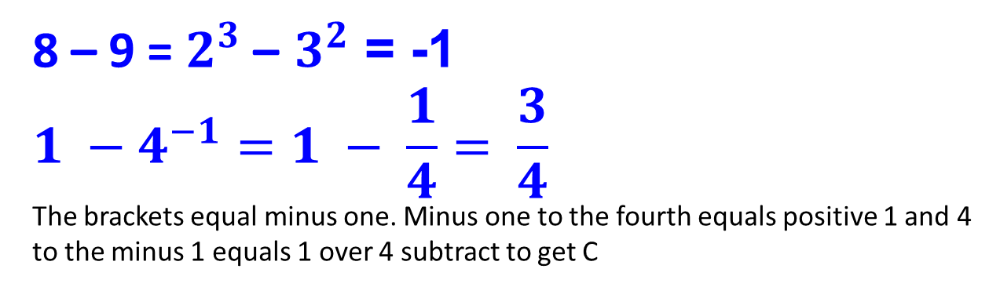 8 – 9 = 2³ – 3² = -1
1 – 4⁻¹ = 1 – 1/4 = 3/4
The brackets equal minus one. Minus one to the fourth equals positive 1 and 4
to the minus 1 equals 1 over 4 subtract to get C